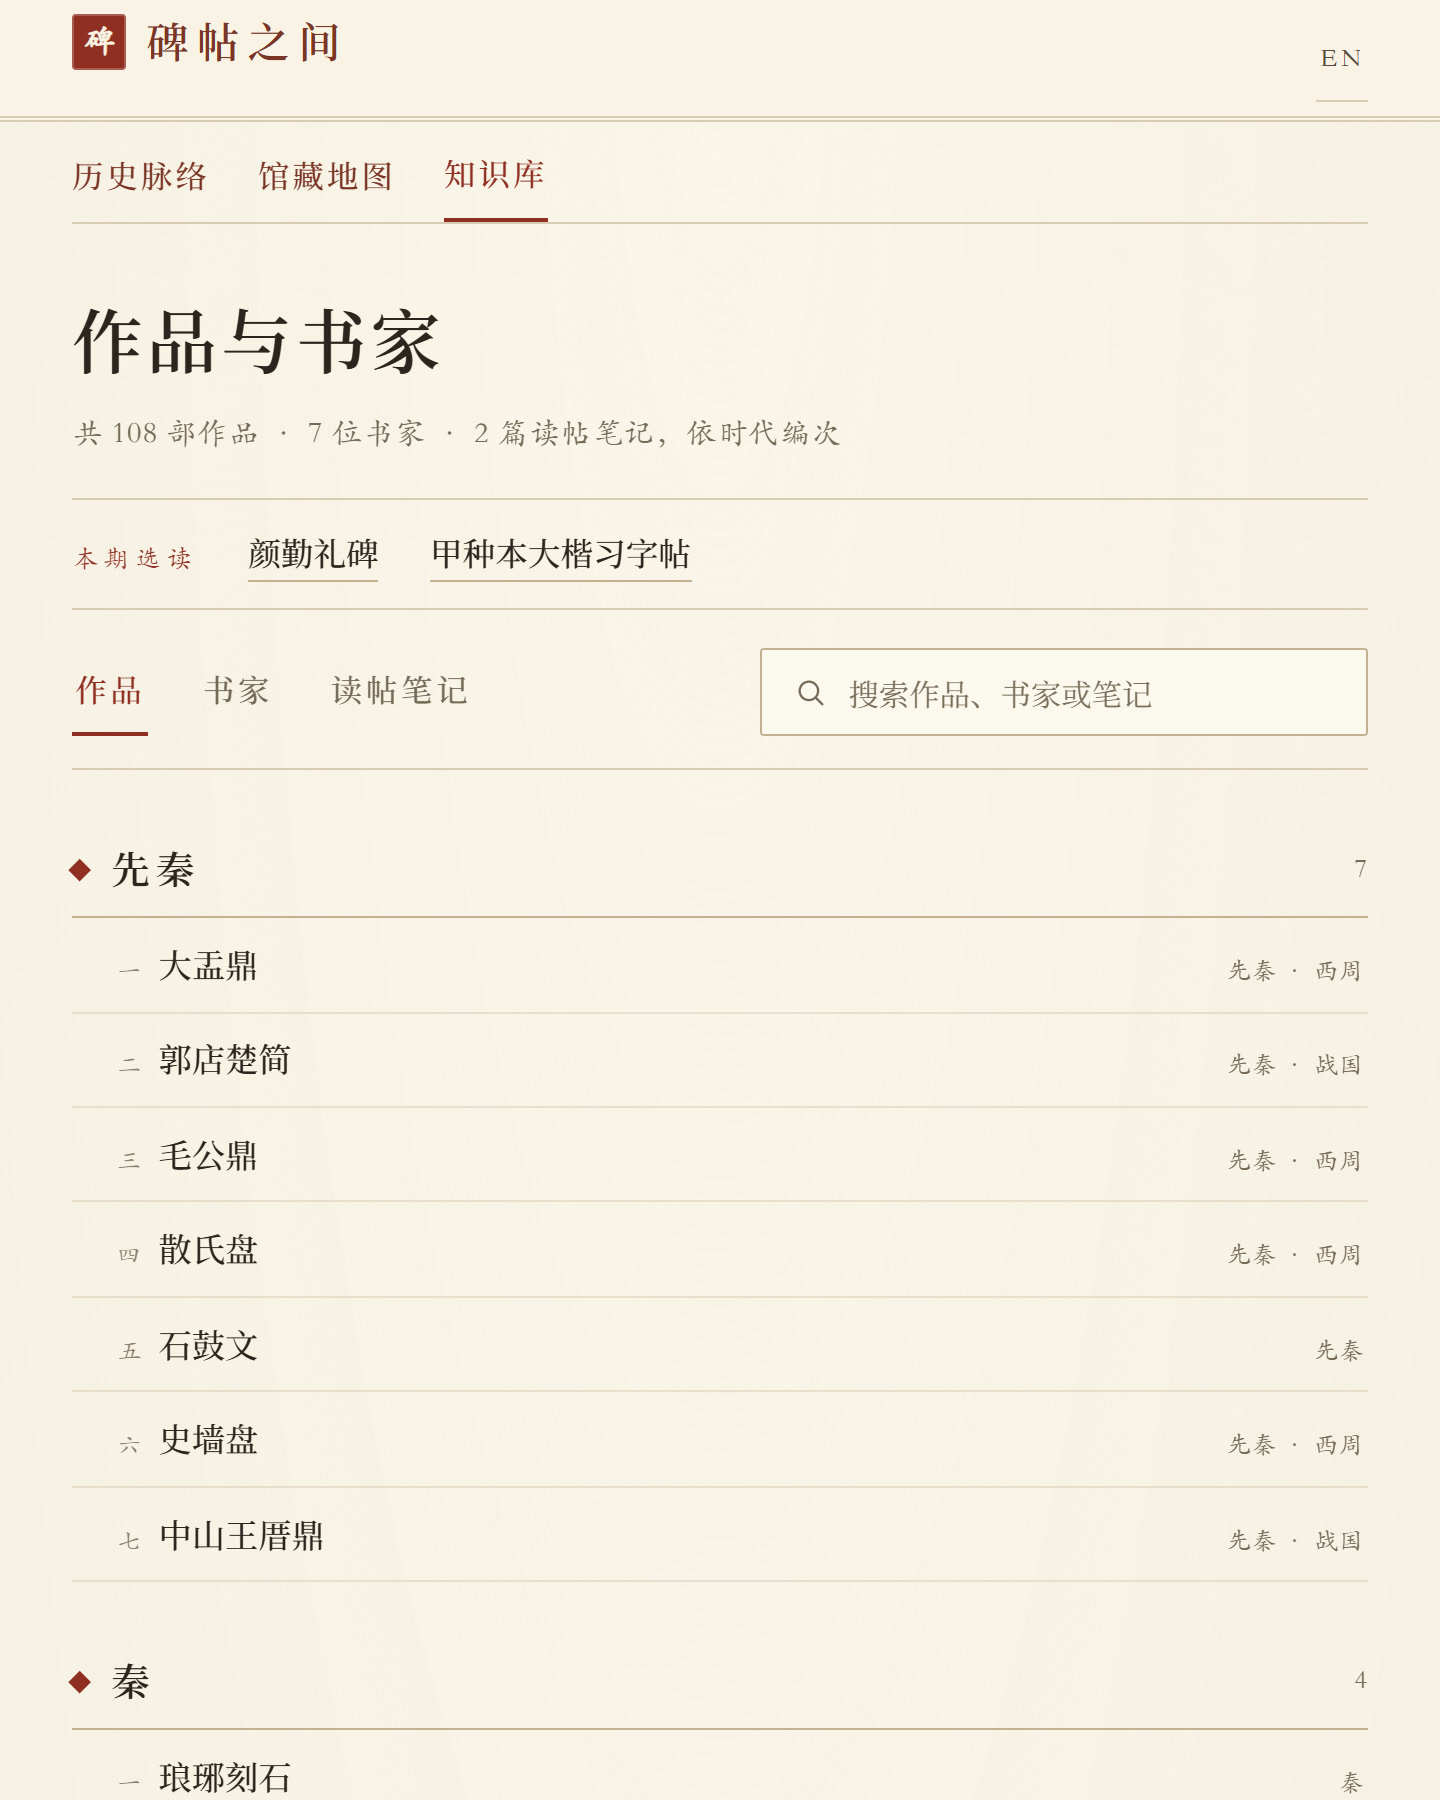 碑 碑帖之间
EN
历史脉络 馆藏地图 知识库
作品与书家
共 108 部作品 · 7 位书家 · 2 篇读帖笔记，依时代编次
本期选读 颜勤礼碑 甲种本大楷习字帖
作品 书家 读帖笔记 搜索作品、书家或笔记
先秦 7
一 大盂鼎 先秦 · 西周
二 郭店楚简 先秦 · 战国
三 毛公鼎 先秦 · 西周
四 散氏盘 先秦 · 西周
五 石鼓文 先秦
六 史墙盘 先秦 · 西周
七 中山王厝鼎 先秦 · 战国
秦 4
一 琅琊刻石 秦